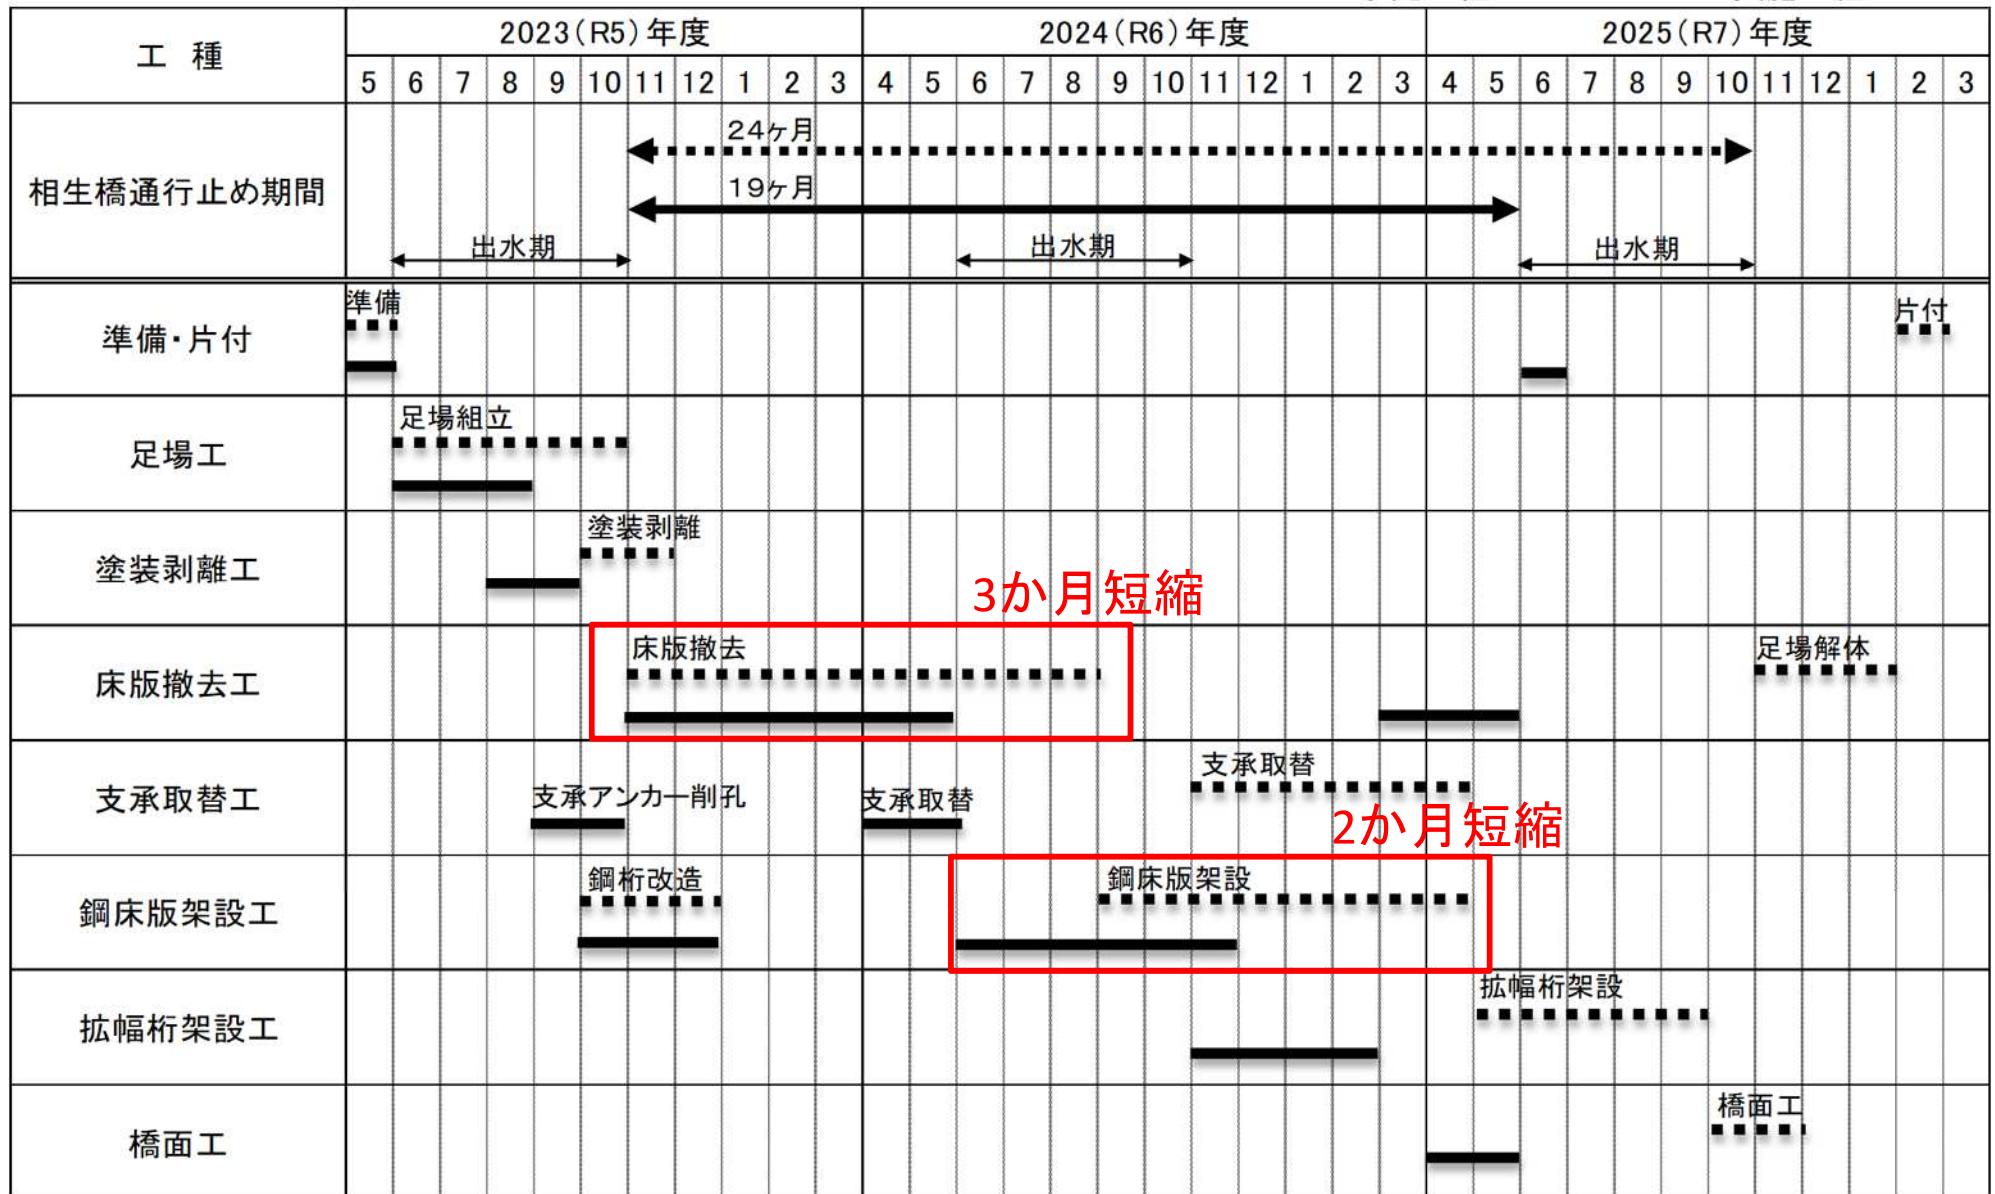 工 種
2023(R5)年度 2024(R6)年度 2025(R7)年度
5 6 7 8 9 10 11 12 1 2 3 4 5 6 7 8 9 10 11 12 1 2 3 4 5 6 7 8 9 10 11 12 1 2 3
相生橋通行止め期間
24ヶ月
19ヶ月
出水期 出水期 出水期
準備・片付
準備 片付
足場工
足場組立
塗装剥離工
塗装剥離
3か月短縮
床版撤去工
床版撤去 足場解体
支承取替工
支承アンカー削孔 支承取替 支承取替
2か月短縮
鋼床版架設工
鋼桁改造 鋼床版架設
拡幅桁架設工
拡幅桁架設
橋面工
橋面工